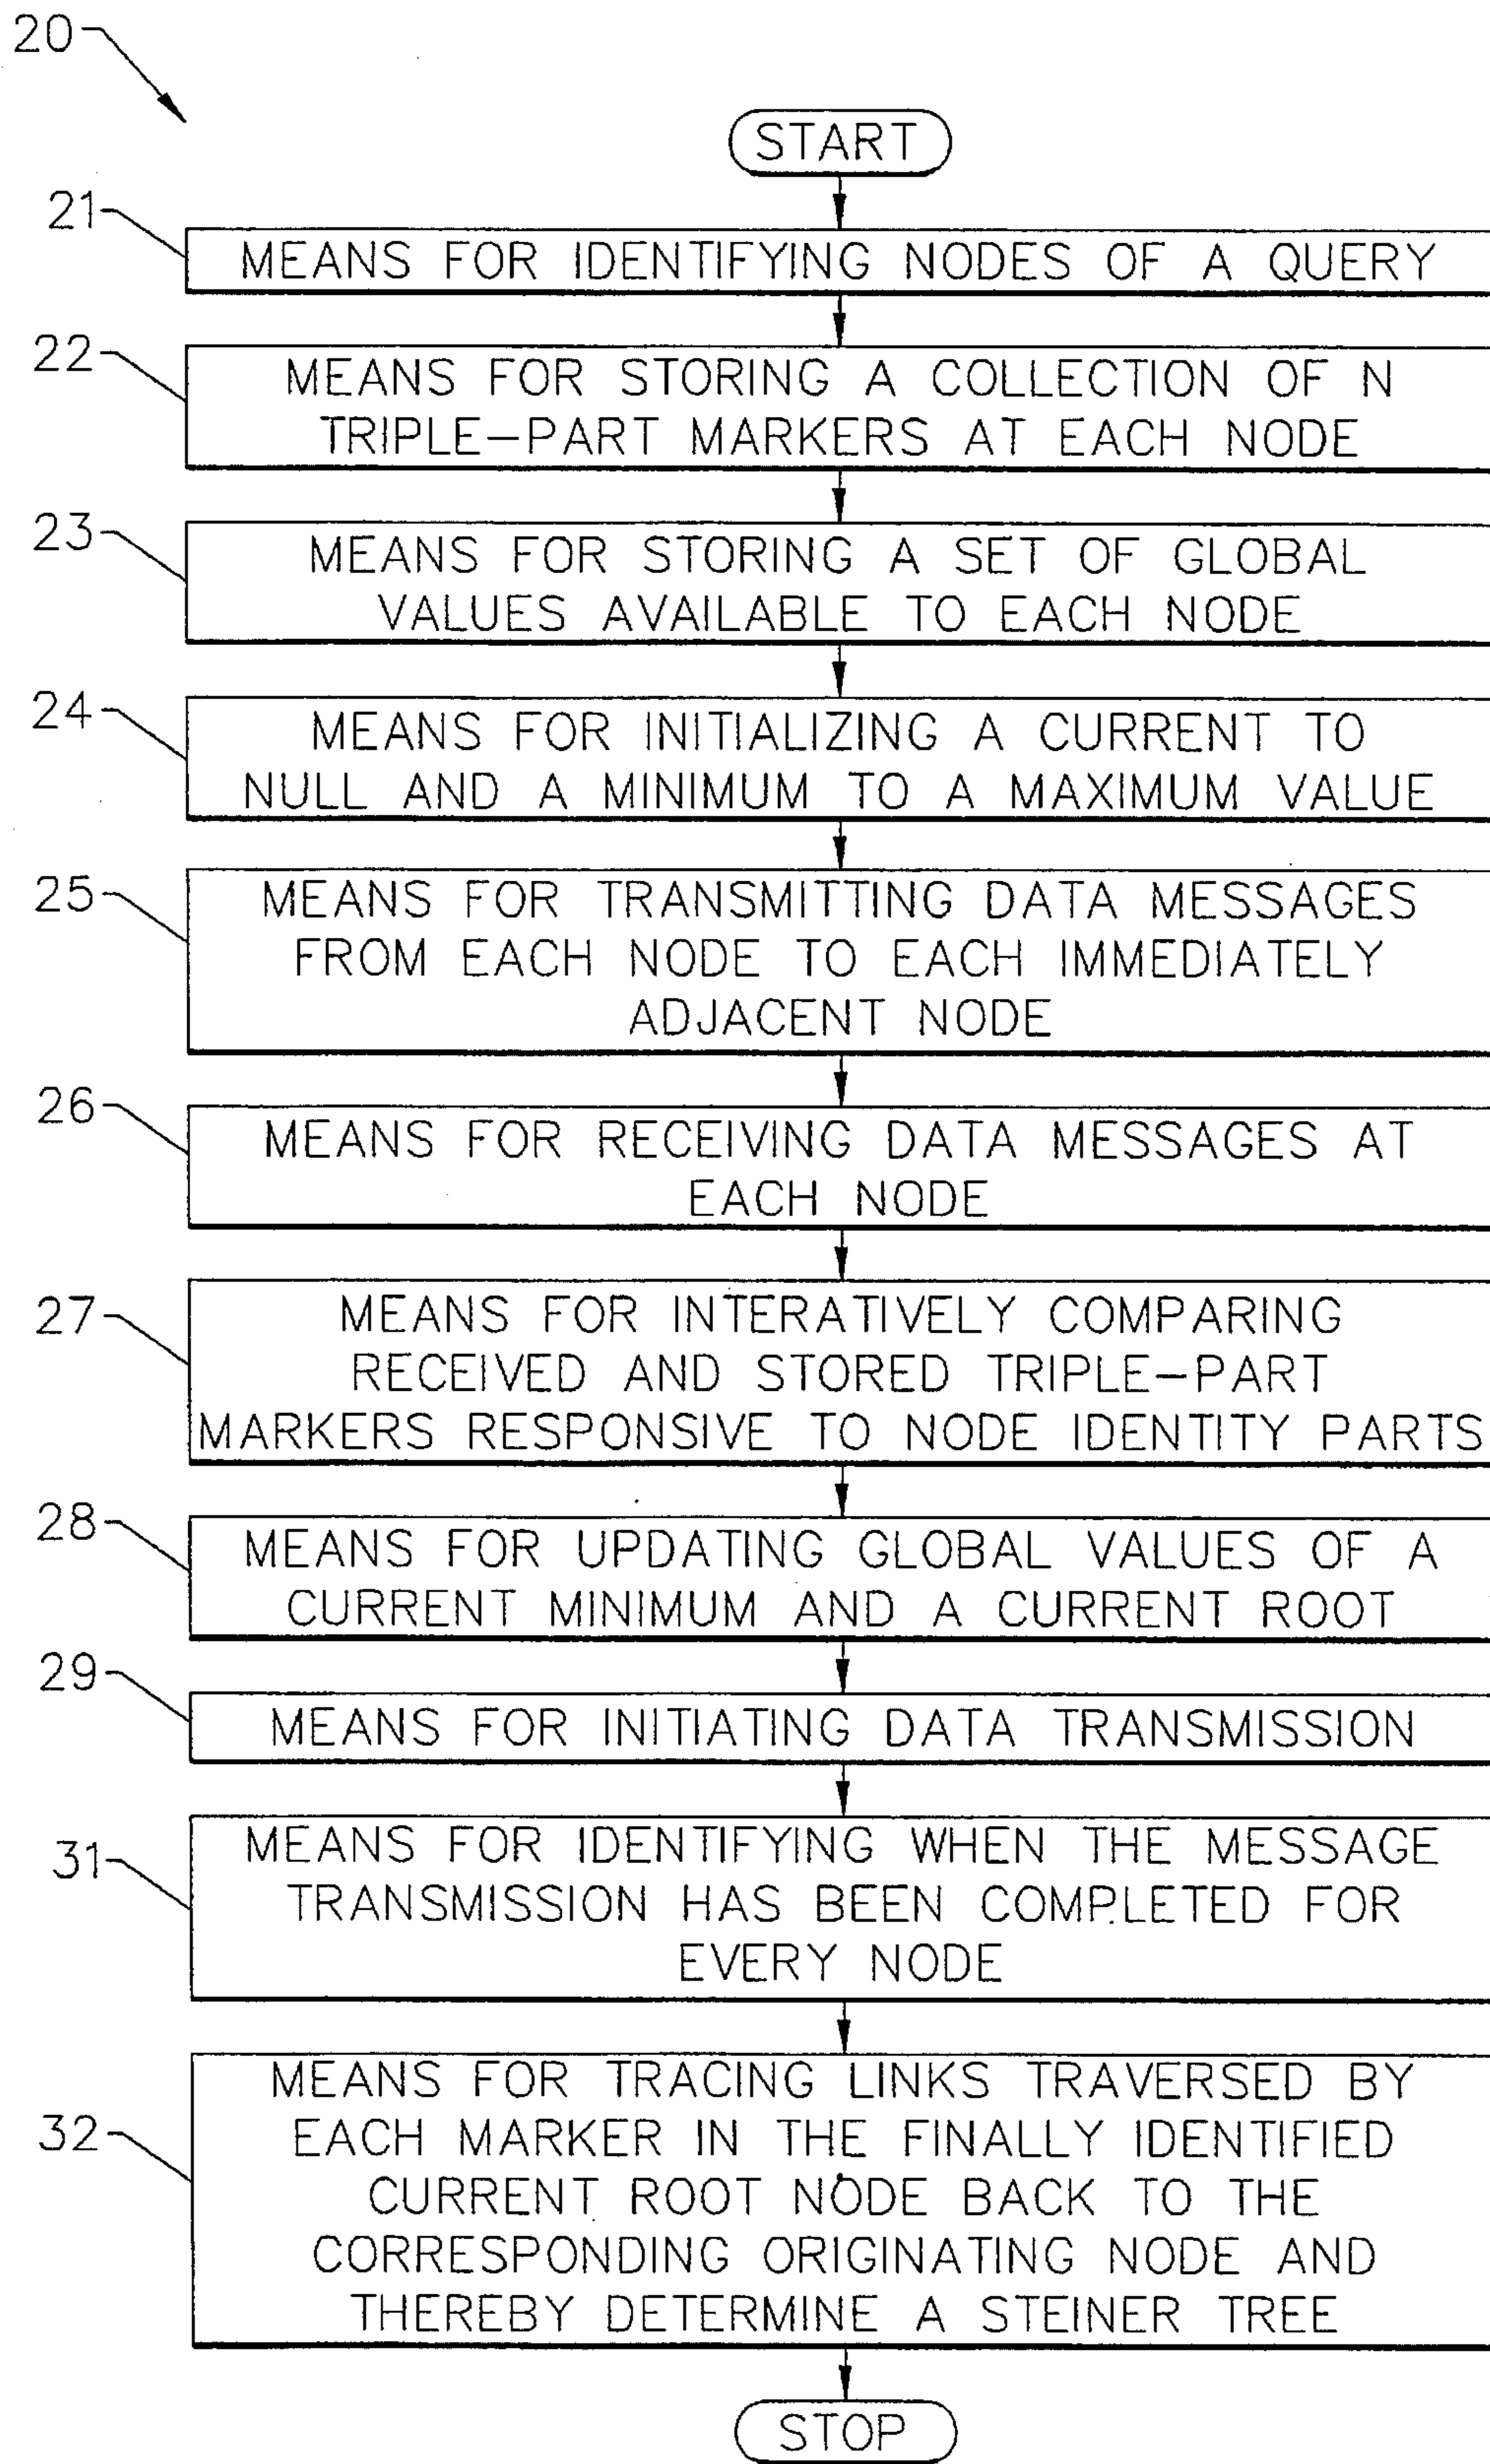 20
START
21
MEANS FOR IDENTIFYING NODES OF A QUERY
22
MEANS FOR STORING A COLLECTION OF N
TRIPLE-PART MARKERS AT EACH NODE
23
MEANS FOR STORING A SET OF GLOBAL
VALUES AVAILABLE TO EACH NODE
24
MEANS FOR INITIALIZING A CURRENT TO
NULL AND A MINIMUM TO A MAXIMUM VALUE
25
MEANS FOR TRANSMITTING DATA MESSAGES
FROM EACH NODE TO EACH IMMEDIATELY
ADJACENT NODE
26
MEANS FOR RECEIVING DATA MESSAGES AT
EACH NODE
27
MEANS FOR INTERATIVELY COMPARING
RECEIVED AND STORED TRIPLE-PART
MARKERS RESPONSIVE TO NODE IDENTITY PARTS
28
MEANS FOR UPDATING GLOBAL VALUES OF A
CURRENT MINIMUM AND A CURRENT ROOT
29
MEANS FOR INITIATING DATA TRANSMISSION
31
MEANS FOR IDENTIFYING WHEN THE MESSAGE
TRANSMISSION HAS BEEN COMPLETED FOR
EVERY NODE
32
MEANS FOR TRACING LINKS TRAVERSED BY
EACH MARKER IN THE FINALLY IDENTIFIED
CURRENT ROOT NODE BACK TO THE
CORRESPONDING ORIGINATING NODE AND
THEREBY DETERMINE A STEINER TREE
STOP